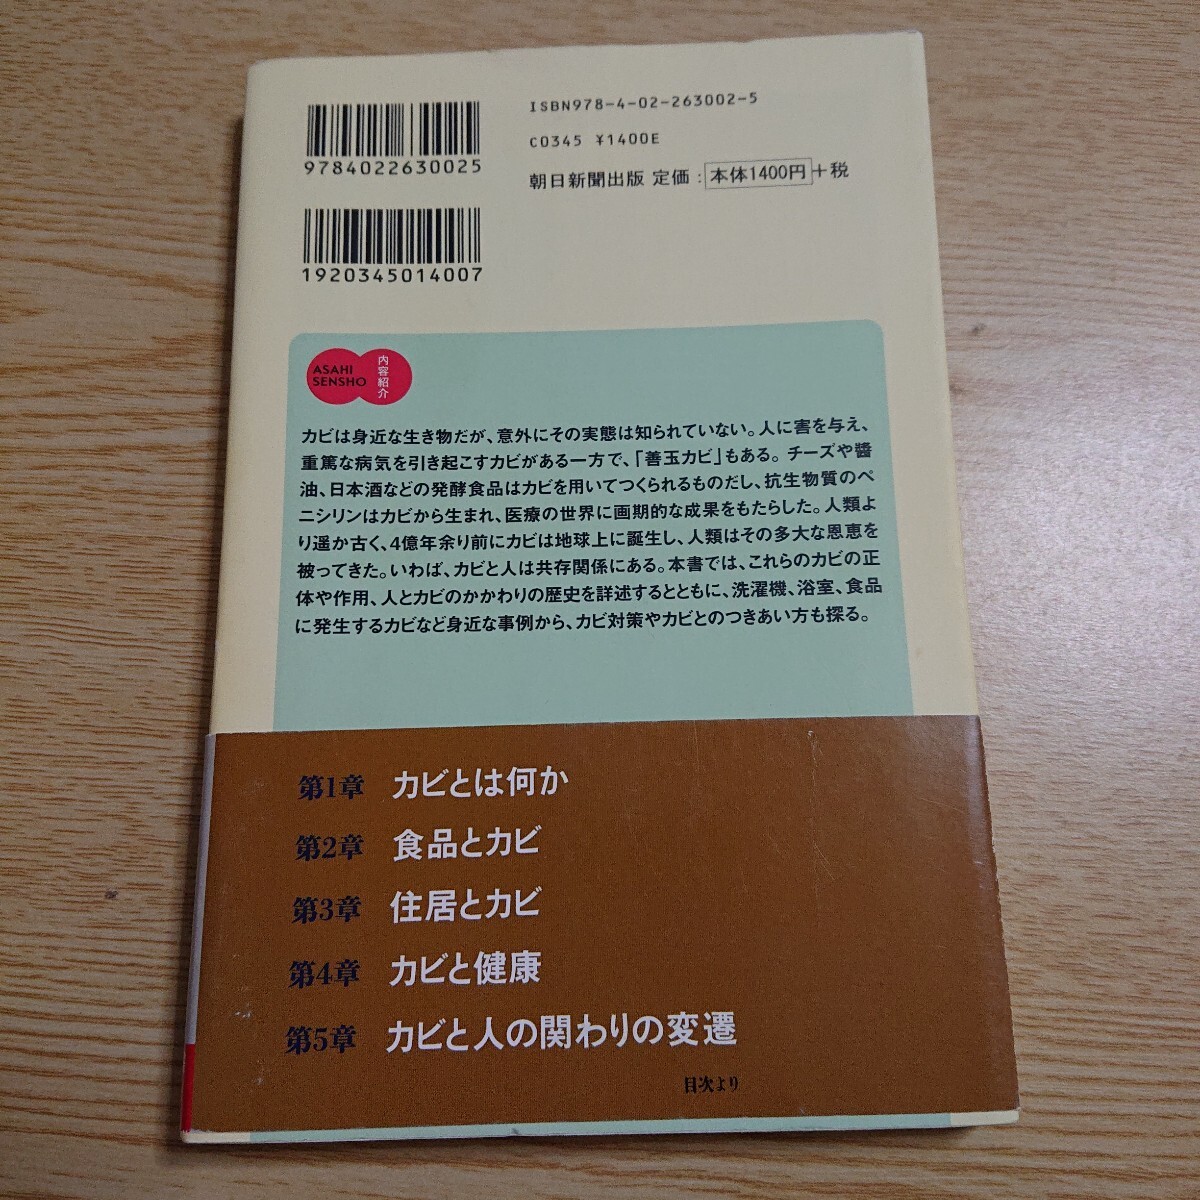 ISBN978-4-02-263002-5
C0345 ¥1400E
朝日新聞出版 定価：本体1400円+税
9784022630025
1920345014007
ASAHI
SENSHO
内容紹介
カビは身近な生き物だが、意外にその実態は知られていない。人に害を与え、
重篤な病気を引き起こすカビがある一方で、「善玉カビ」もある。チーズや醬
油、日本酒などの発酵食品はカビを用いてつくられるものだし、抗生物質のペ
ニシリンはカビから生まれ、医療の世界に画期的な成果をもたらした。人類よ
り遥か古く、4億年余り前にカビは地球上に誕生し、人類はその多大な恩恵を
被ってきた。いわば、カビと人は共存関係にある。本書では、これらのカビの正
体や作用、人とカビのかかわりの歴史を詳述するとともに、洗濯機、浴室、食品
に発生するカビなど身近な事例から、カビ対策やカビとのつきあい方も探る。
第1章 カビとは何か
第2章 食品とカビ
第3章 住居とカビ
第4章 カビと健康
第5章 カビと人の関わりの変遷
目次より